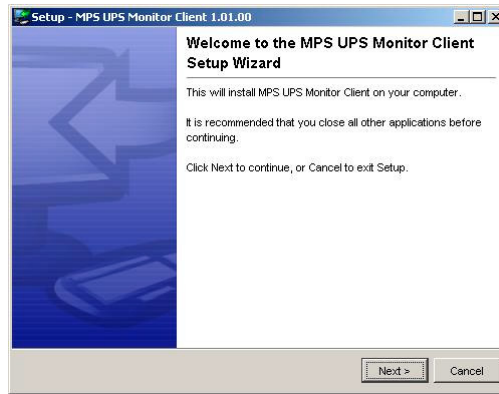 Setup - MPS UPS Monitor Client 1.01.00
Welcome to the MPS UPS Monitor Client
Setup Wizard
This will install MPS UPS Monitor Client on your computer.
It is recommended that you close all other applications before
continuing.
Click Next to continue, or Cancel to exit Setup.
Next >
Cancel